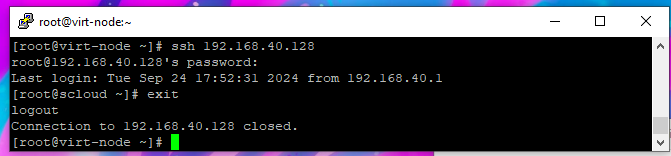 root@virt-node:~
[root@virt-node ~]# ssh 192.168.40.128
root@192.168.40.128's password:
Last login: Tue Sep 24 17:52:31 2024 from 192.168.40.1
[root@scloud ~]# exit
logout
Connection to 192.168.40.128 closed.
[root@virt-node ~]#